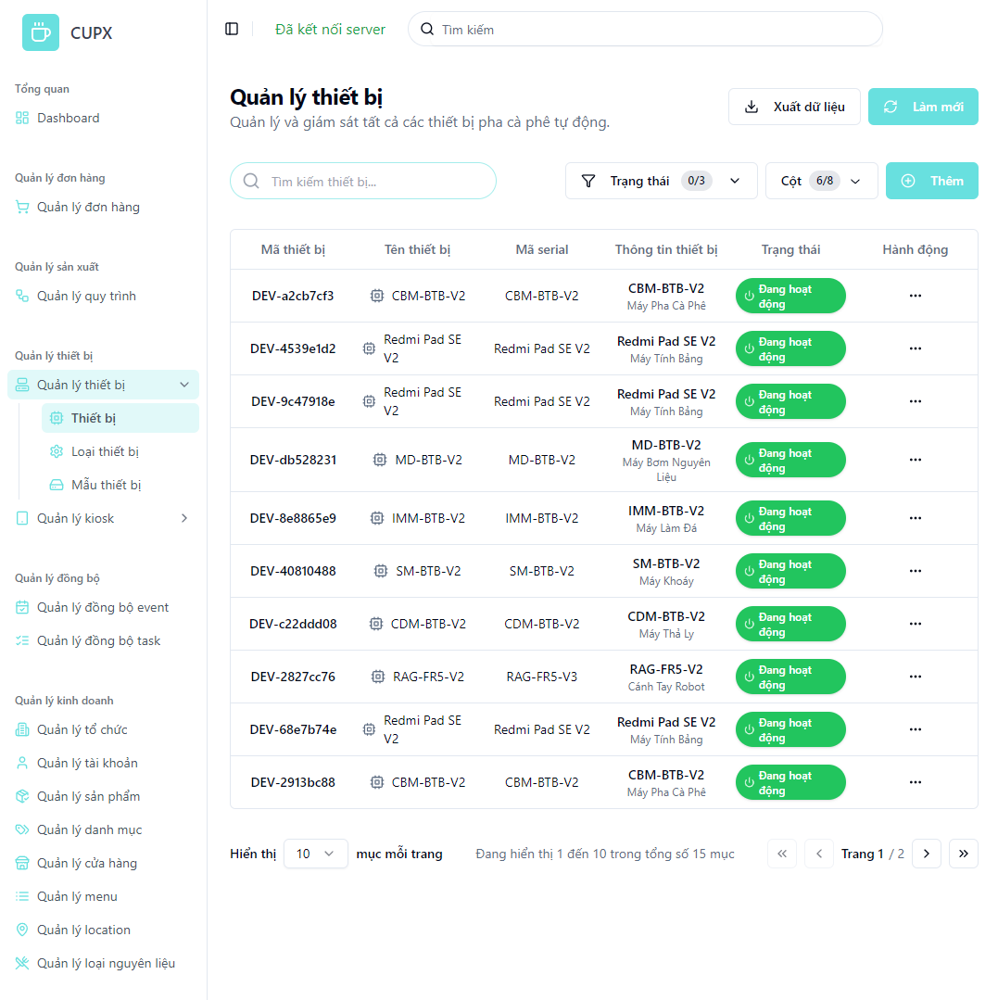 CUPX
Tổng quan
Dashboard
Quản lý đơn hàng
Quản lý đơn hàng
Quản lý sản xuất
Quản lý quy trình
Quản lý thiết bị
Quản lý thiết bị
Thiết bị
Loại thiết bị
Mẫu thiết bị
Quản lý kiosk
Quản lý đồng bộ
Quản lý đồng bộ event
Quản lý đồng bộ task
Quản lý kinh doanh
Quản lý tổ chức
Quản lý tài khoản
Quản lý sản phẩm
Quản lý danh mục
Quản lý cửa hàng
Quản lý menu
Quản lý location
Quản lý loại nguyên liệu
Đã kết nối server
Tìm kiếm
Quản lý thiết bị
Quản lý và giám sát tất cả các thiết bị pha cà phê tự động.
Xuất dữ liệu
Làm mới
Tìm kiếm thiết bị...
Trạng thái 0/3
Cột 6/8
Thêm
Mã thiết bị Tên thiết bị Mã serial Thông tin thiết bị Trạng thái Hành động
DEV-a2cb7cf3 CBM-BTB-V2 CBM-BTB-V2 CBM-BTB-V2
Máy Pha Cà Phê
Đang hoạt
động
DEV-4539e1d2
Redmi Pad SE
V2
Redmi Pad SE V2
Redmi Pad SE V2
Máy Tính Bảng
Đang hoạt
động
DEV-9c47918e
Redmi Pad SE
V2
Redmi Pad SE V2
Redmi Pad SE V2
Máy Tính Bảng
Đang hoạt
động
DEV-db528231 MD-BTB-V2 MD-BTB-V2 MD-BTB-V2
Máy Bơm Nguyên
Liệu
Đang hoạt
động
DEV-8e8865e9 IMM-BTB-V2 IMM-BTB-V2 IMM-BTB-V2
Máy Làm Đá
Đang hoạt
động
DEV-40810488 SM-BTB-V2 SM-BTB-V2 SM-BTB-V2
Máy Khoáy
Đang hoạt
động
DEV-c22ddd08 CDM-BTB-V2 CDM-BTB-V2 CDM-BTB-V2
Máy Thả Ly
Đang hoạt
động
DEV-2827cc76 RAG-FR5-V2 RAG-FR5-V3 RAG-FR5-V2
Cánh Tay Robot
Đang hoạt
động
DEV-68e7b74e
Redmi Pad SE
V2
Redmi Pad SE V2
Redmi Pad SE V2
Máy Tính Bảng
Đang hoạt
động
DEV-2913bc88 CBM-BTB-V2 CBM-BTB-V2 CBM-BTB-V2
Máy Pha Cà Phê
Đang hoạt
động
Hiển thị 10 mục mỗi trang Đang hiển thị 1 đến 10 trong tổng số 15 mục Trang 1 / 2